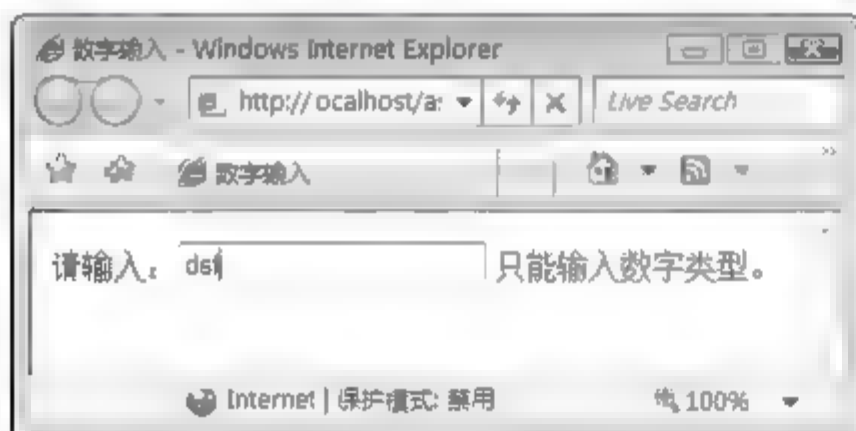 数字输入 - Windows Internet Explorer
http://ocalhost/a:
Live Search
数字输入
请输入： dsf
只能输入数字类型。
Internet | 保护模式: 禁用
100%